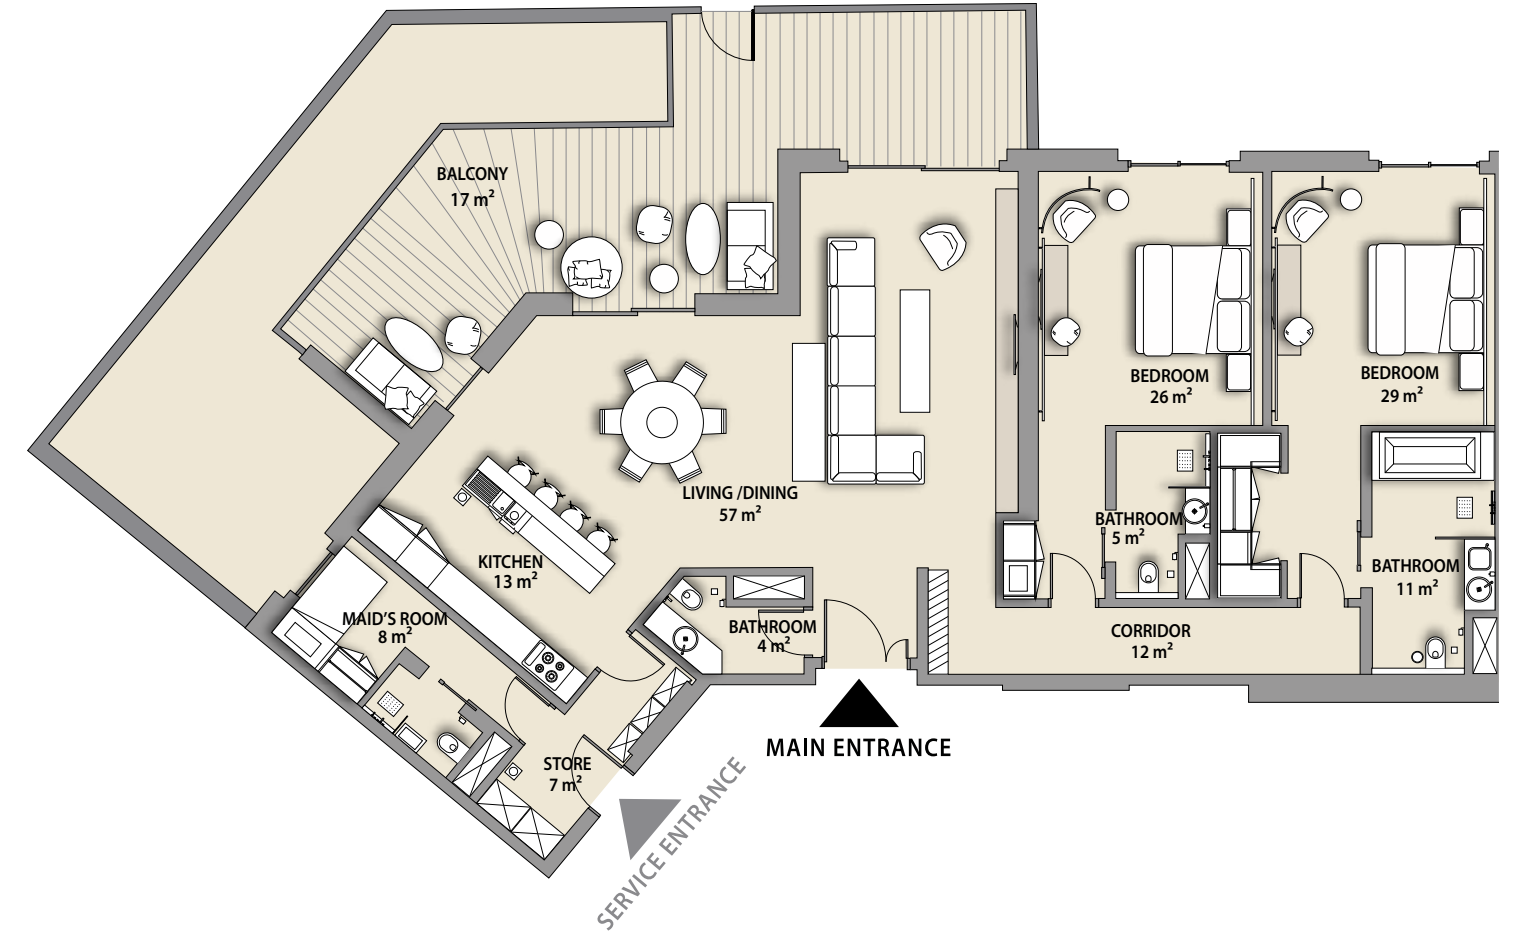 BALCONY
17 m²
BEDROOM
26 m²
BEDROOM
29 m²
LIVING /DINING
57 m²
BATHROOM
5 m²
KITCHEN
13 m²
BATHROOM
11 m²
MAID'S ROOM
8 m²
BATHROOM
4 m²
CORRIDOR
12 m²
STORE
7 m²
MAIN ENTRANCE
SERVICE ENTRANCE